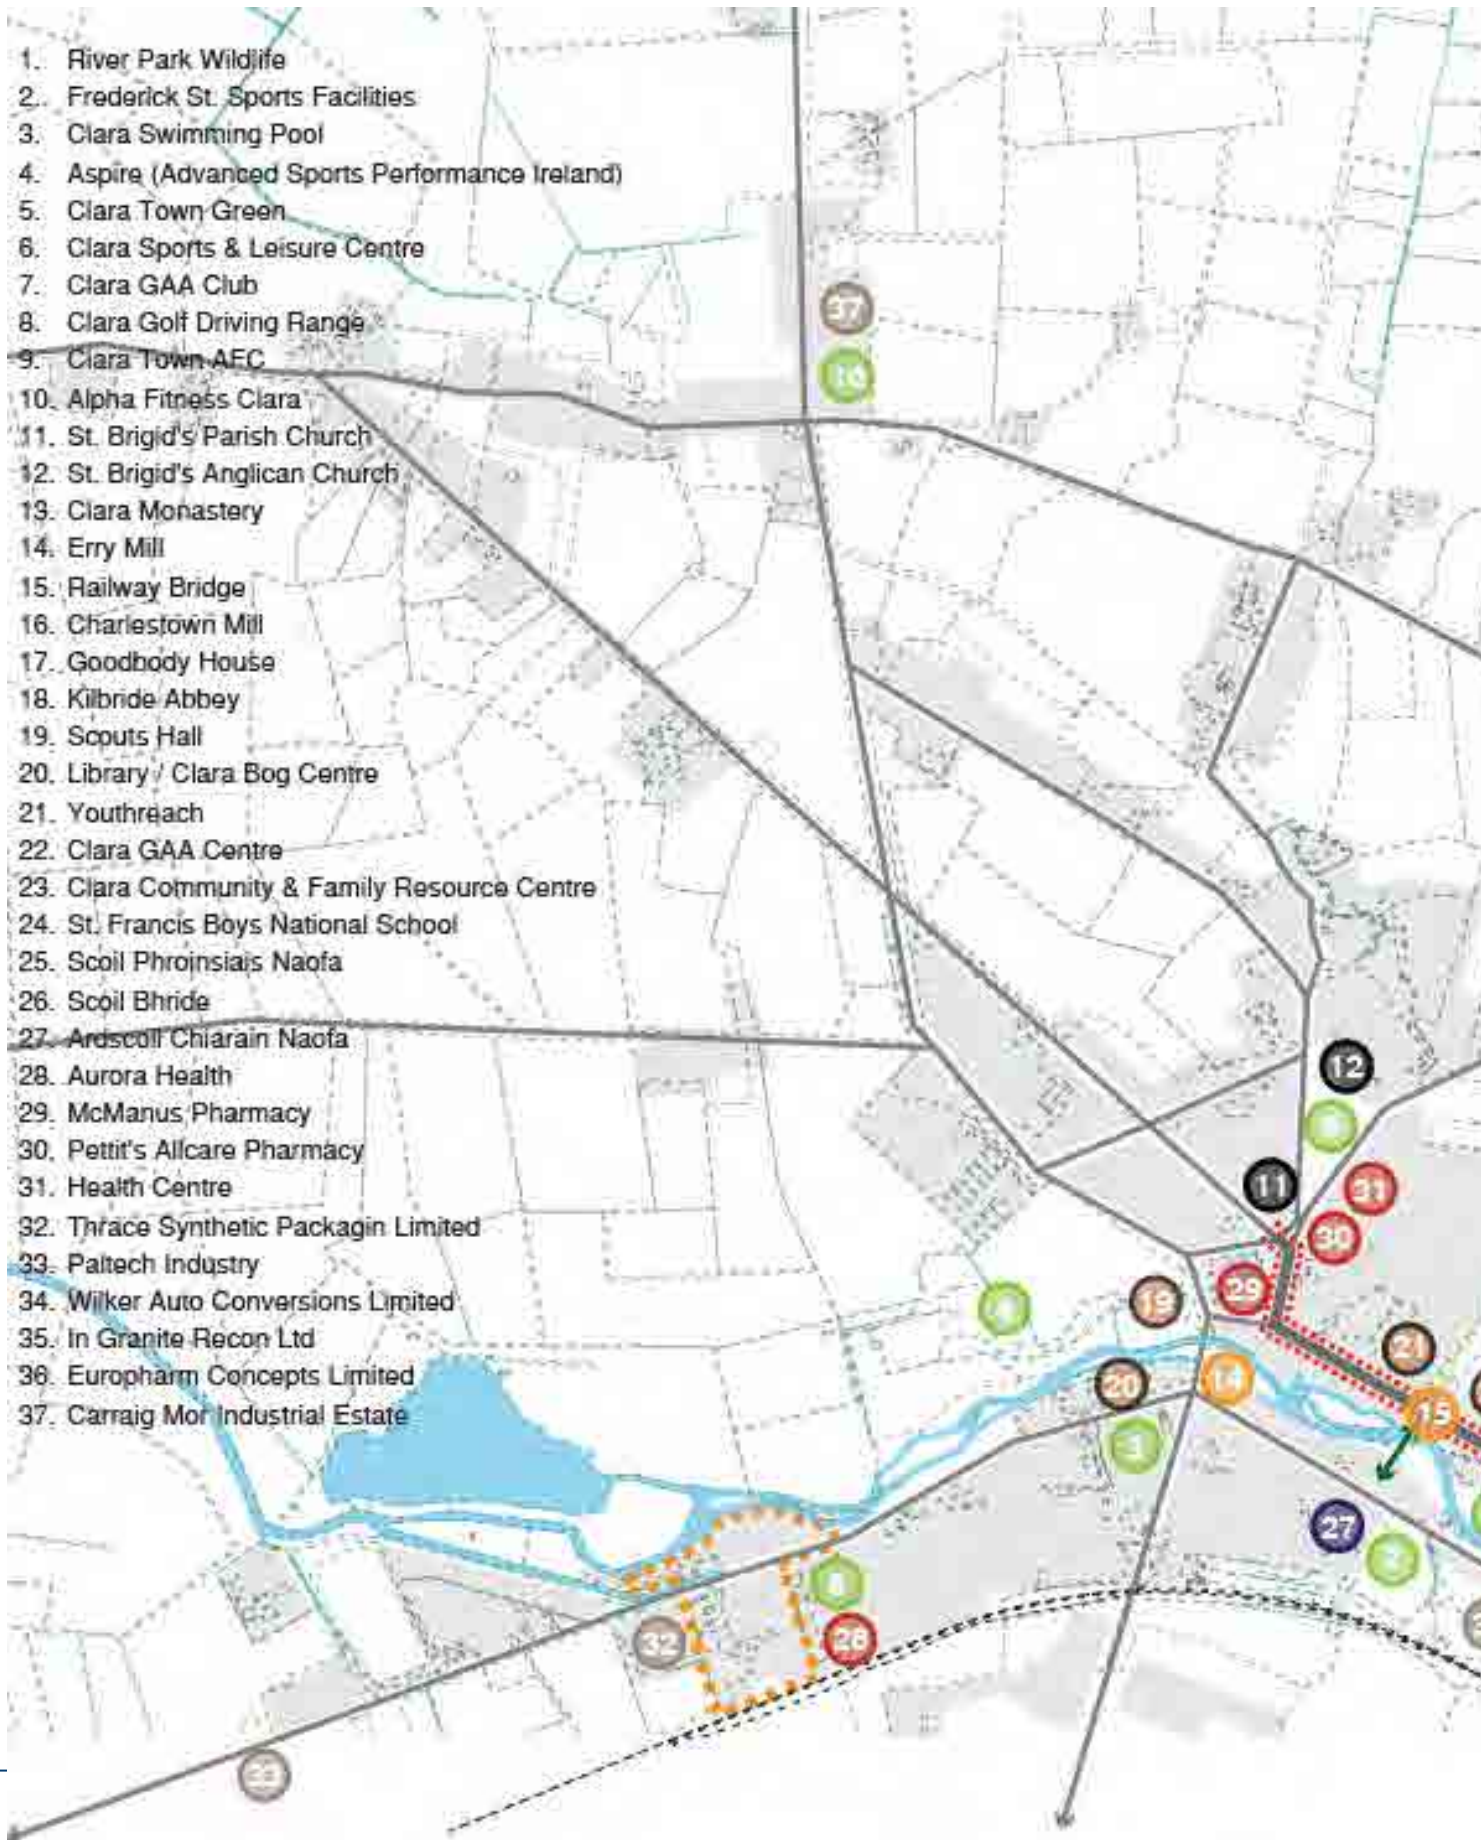 1. River Park Wildlife
2. Frederick St. Sports Facilities
3. Clara Swimming Pool
4. Aspire (Advanced Sports Performance Ireland)
5. Clara Town Green
6. Clara Sports & Leisure Centre
7. Clara GAA Club
8. Clara Golf Driving Range
9. Clara Town AFC
10. Alpha Fitness Clara
11. St. Brigid's Parish Church
12. St. Brigid's Anglican Church
13. Clara Monastery
14. Erry Mill
15. Railway Bridge
16. Charlestown Mill
17. Goodbody House
18. Kilbride Abbey
19. Scouts Hall
20. Library / Clara Bog Centre
21. Youthreach
22. Clara GAA Centre
23. Clara Community & Family Resource Centre
24. St. Francis Boys National School
25. Scoil Phroinsiais Naofa
26. Scoil Bhride
27. Ardscoil Chiarain Naofa
28. Aurora Health
29. McManus Pharmacy
30. Pettit's Allcare Pharmacy
31. Health Centre
32. Thrace Synthetic Packagin Limited
33. Paltech Industry
34. Wilker Auto Conversions Limited
35. In Granite Recon Ltd
36. Europharm Concepts Limited
37. Carraig Mor Industrial Estate
37
10
12
11
31
30
29
19
21
20
14
15
27
32
28